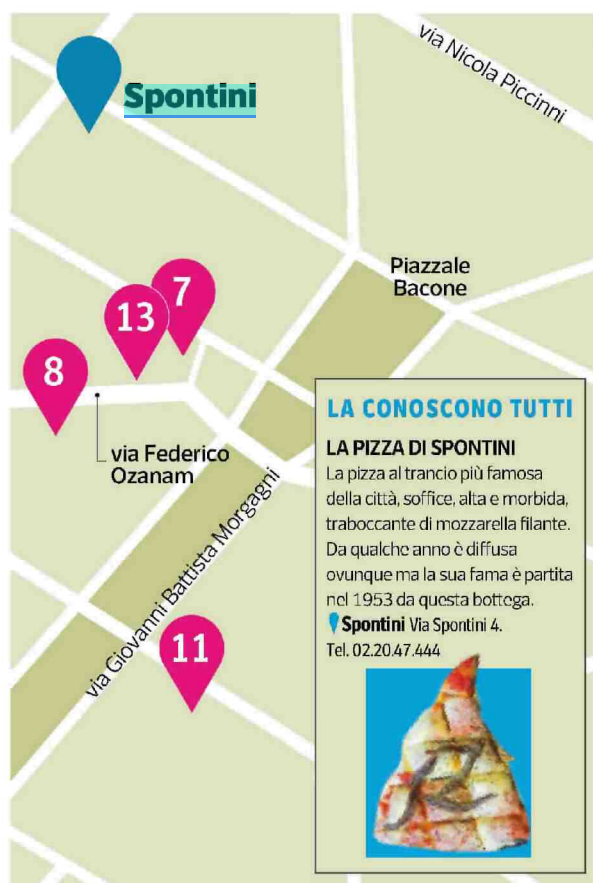 via Nicola Piccinni
Spontini
Piazzale
Bacone
7
13
8
via Federico
Ozanam
via Giovanni Battista Morgagni
11
LA CONOSCONO TUTTI
LA PIZZA DI SPONTINI
La pizza al trancio più famosa
della città, soffice, alta e morbida,
traboccante di mozzarella filante.
Da qualche anno è diffusa
ovunque ma la sua fama è partita
nel 1953 da questa bottega.
Spontini Via Spontini 4.
Tel. 02.20.47.444